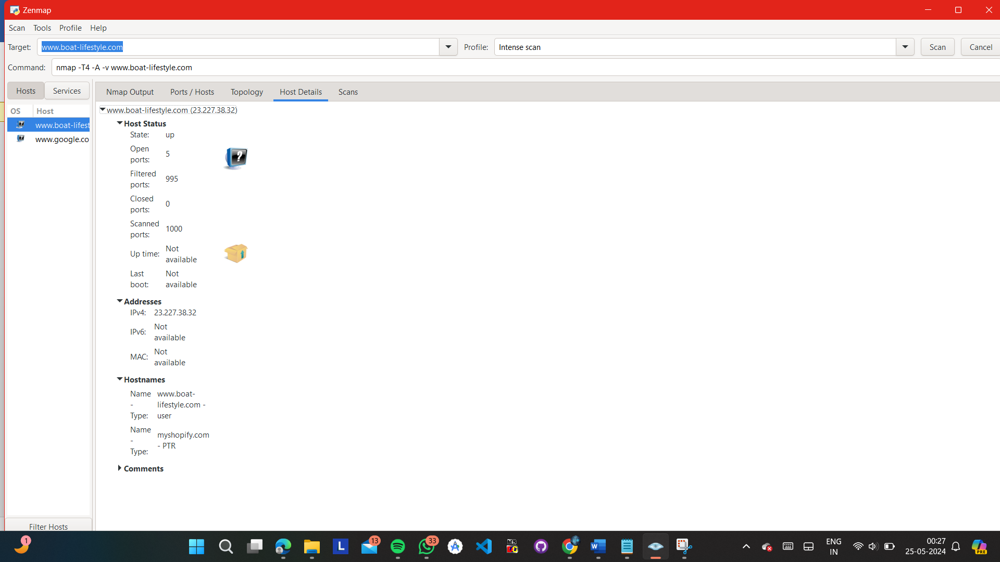 Zenmap
Scan Tools Profile Help
Target: www.boat-lifestyle.com Profile: Intense scan Scan Cancel
Command: nmap -T4 -A -v www.boat-lifestyle.com
Hosts Services
Nmap Output Ports / Hosts Topology Host Details Scans
OS Host
www.boat-lifest
www.google.co
www.boat-lifestyle.com (23.227.38.32)
Host Status
State: up
Open
ports: 5
Filtered
ports: 995
Closed
ports: 0
Scanned
ports: 1000
?
Up time: Not
available
Last Not
boot: available
Addresses
IPv4: 23.227.38.32
IPv6: Not
available
MAC: Not
available
Hostnames
Name www.boat-
- lifestyle.com -
Type: user
Name
- myshopify.com
Type: - PTR
Comments
Filter Hosts
1
L
13
33
Ms
W
ENG
IN
00:27
25-05-2024
PRE